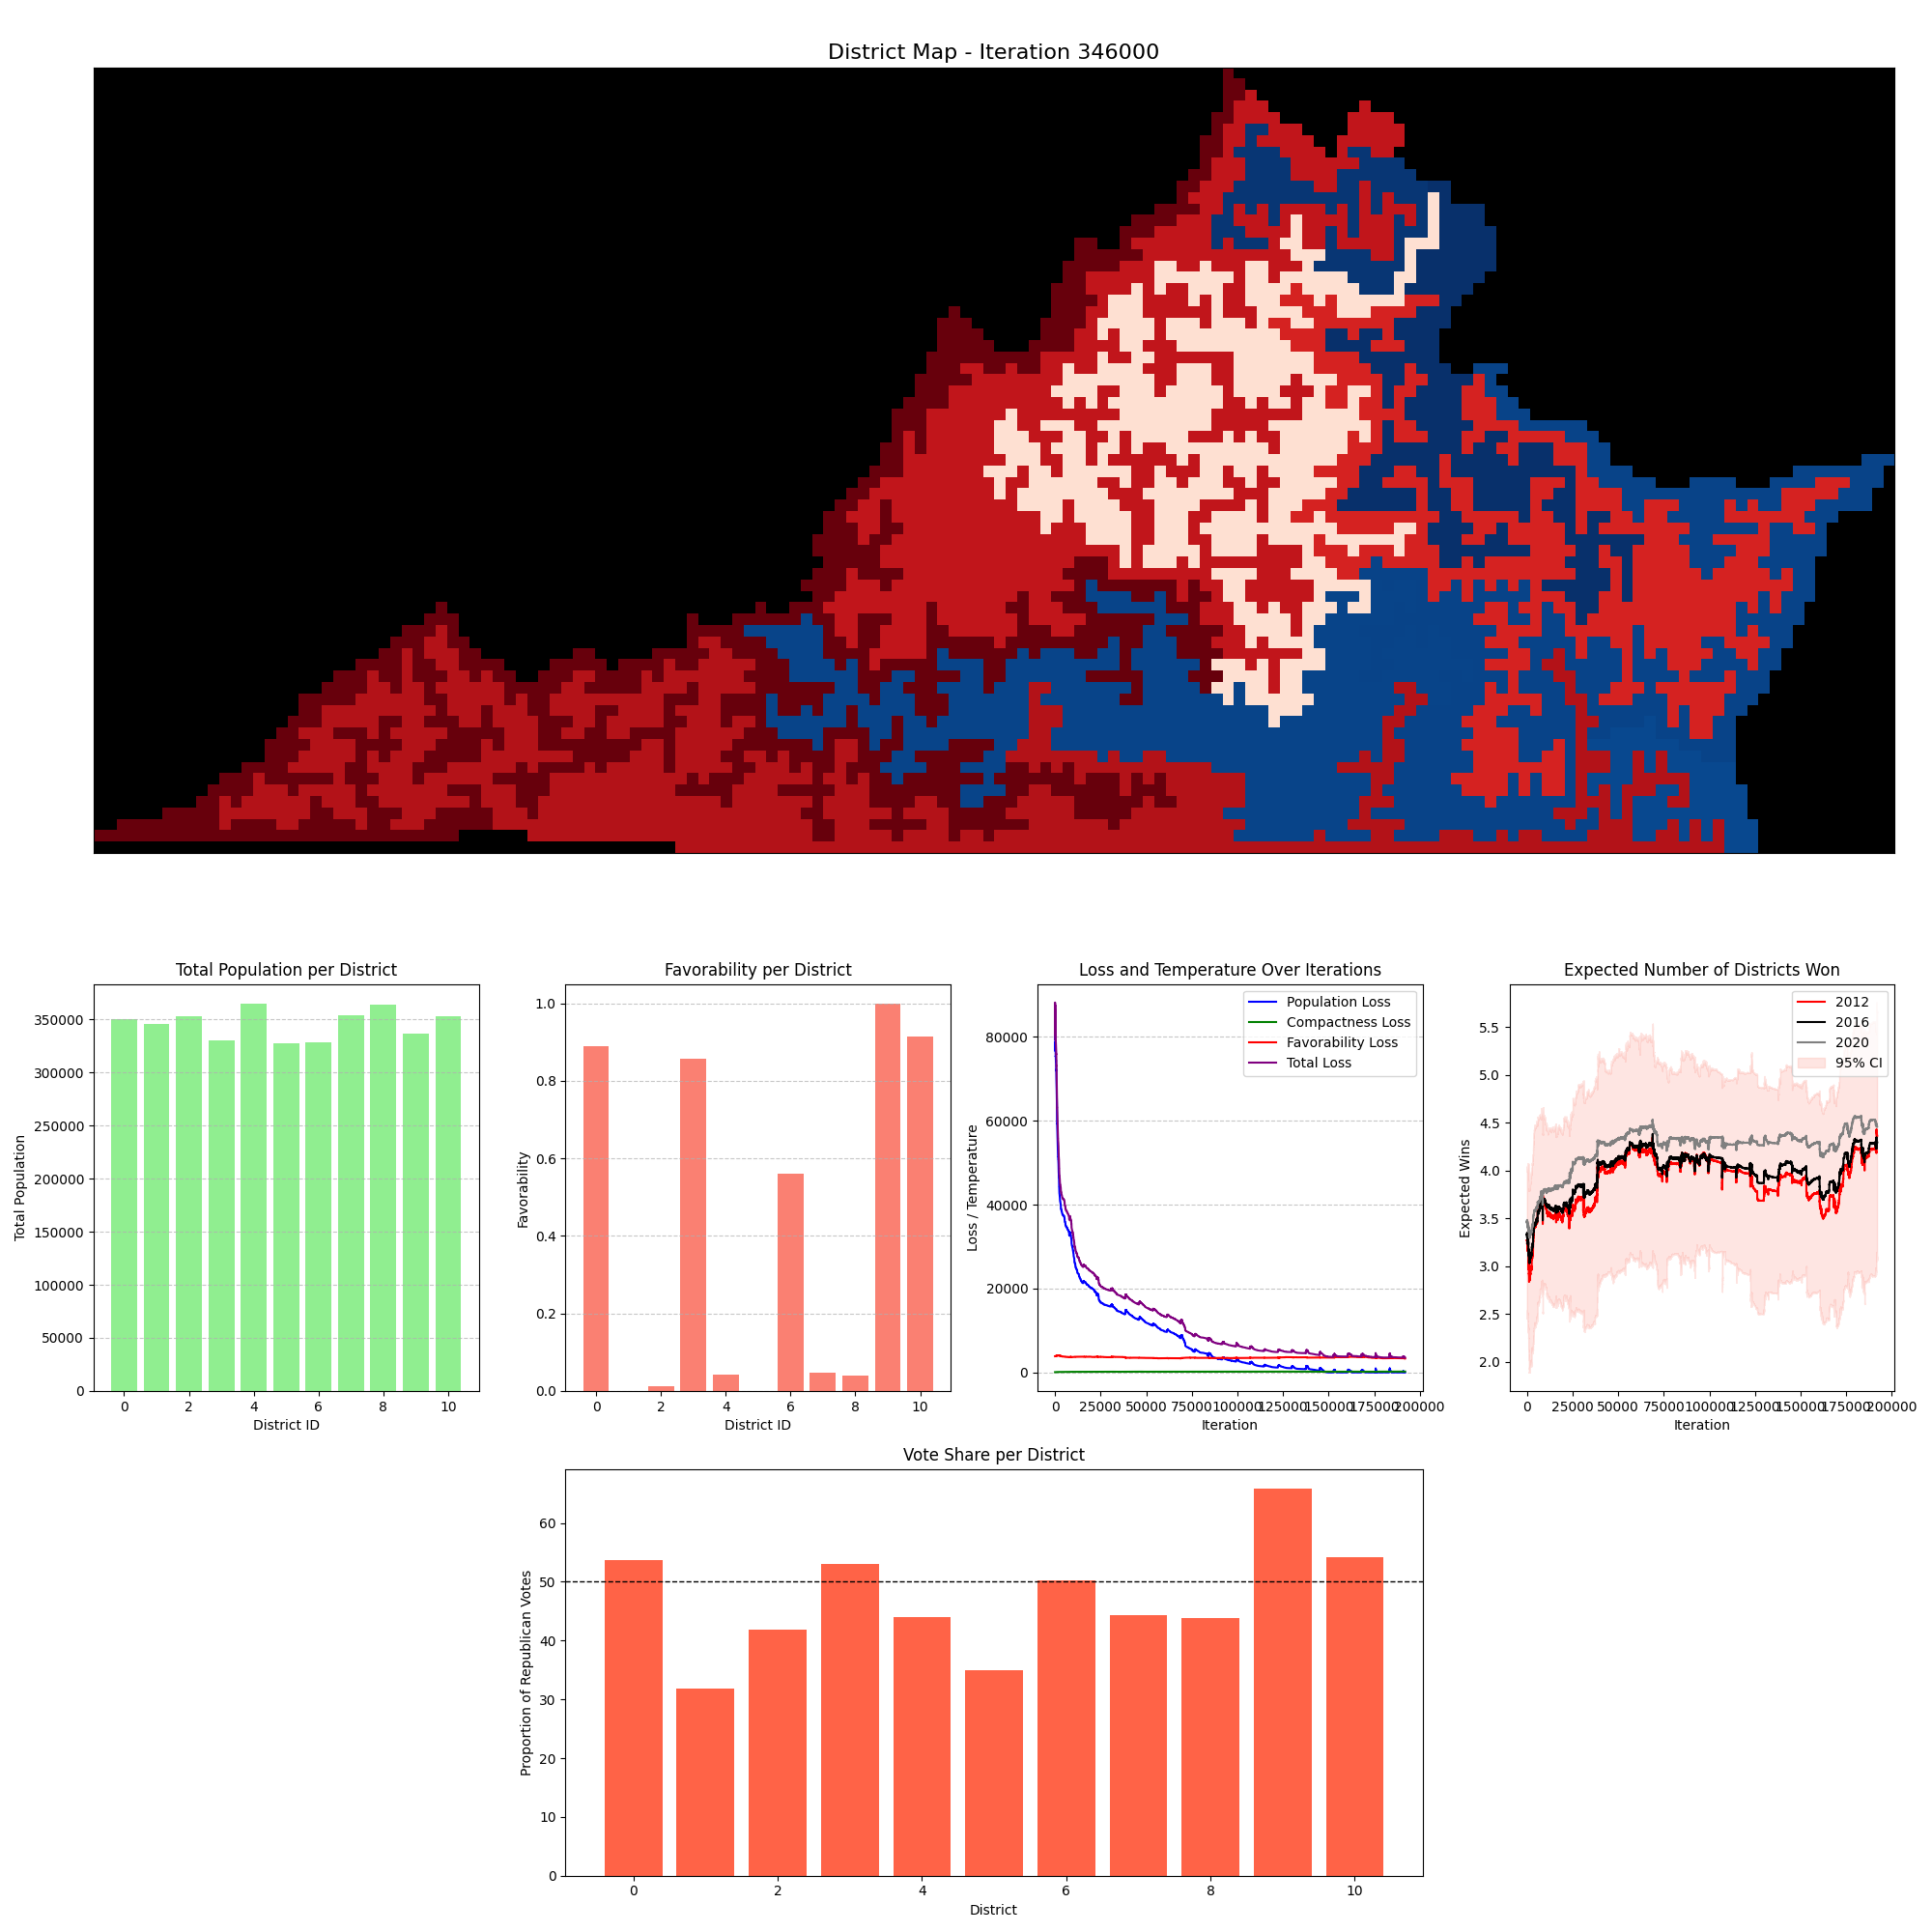 District Map - Iteration 346000
Total Population per District
Total Population
350000
300000
250000
200000
150000
100000
50000
0
0 2 4 6 8 10
District ID
Favorability per District
Favorability
1.0
0.8
0.6
0.4
0.2
0.0
0 2 4 6 8 10
District ID
Loss and Temperature Over Iterations
Loss / Temperature
80000
60000
40000
20000
0
Population Loss
Compactness Loss
Favorability Loss
Total Loss
0 25000 50000 75000 100000 125000 150000 175000 200000
Iteration
Expected Number of Districts Won
Expected Wins
5.5
5.0
4.5
4.0
3.5
3.0
2.5
2.0
2012
2016
2020
95% CI
0 25000 50000 75000 100000 125000 150000 175000 200000
Iteration
Vote Share per District
Proportion of Republican Votes
60
50
40
30
20
10
0
0 2 4 6 8 10
District